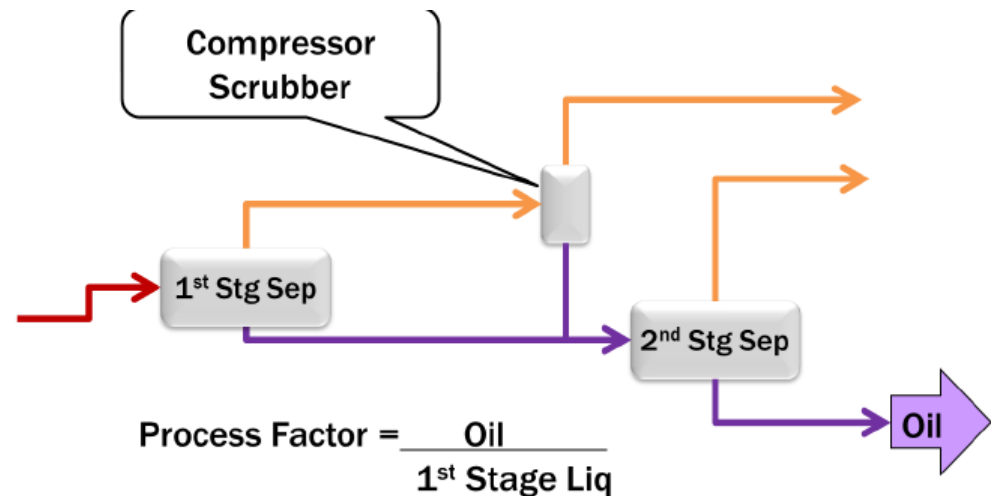 Compressor
Scrubber
1st Stg Sep
2nd Stg Sep
Oil
Process Factor = Oil
1st Stage Liq